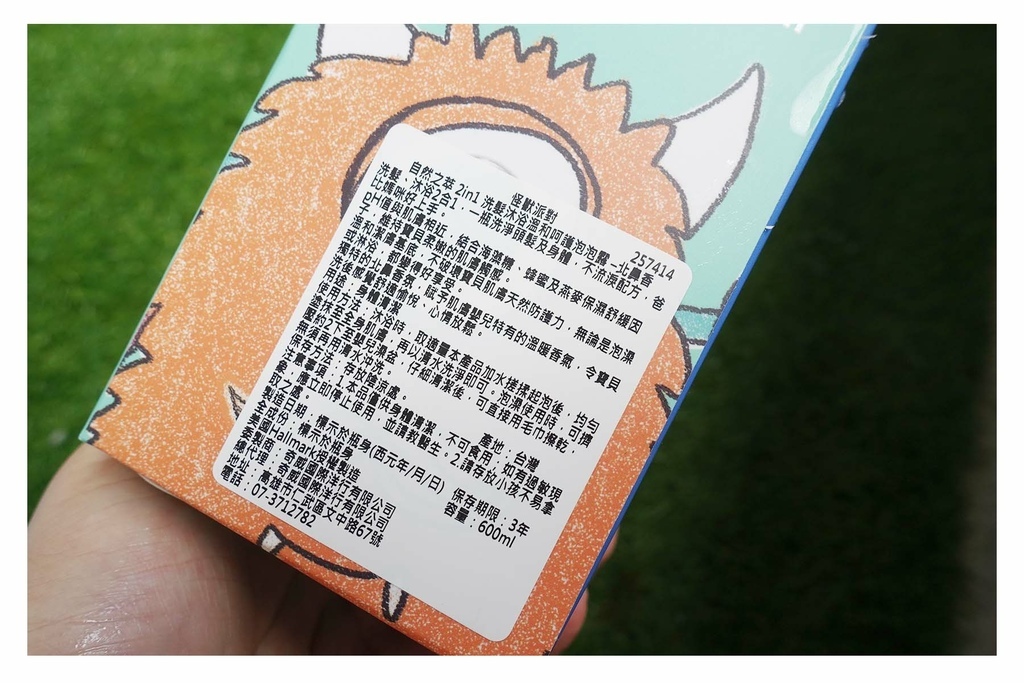 怪獸派對
自然之萃 2in1 洗髮沐浴溫和呵護泡泡露 – 北鼻香 257414
洗髮、沐浴2合1，一瓶洗淨頭髮及身體，不流淚配方，爸
比媽咪好上手。
pH值與肌膚相近，結合海藻糖、蜂蜜及燕麥保濕舒緩因
子，維持寶貝柔嫩的肌膚觸感。
溫和潔膚基底，不破壞寶貝肌膚天然防護力，無論是泡澡
或淋浴，都變得好享受。
獨特的北鼻香氛，賦予肌膚嬰兒特有的溫暖香氣，令寶貝
洗後感覺舒適愉悅，心情放鬆。
用途：身體清潔
使用方法：沐浴時，取適量本產品加水搓揉起泡後，均勻
塗抹至全身肌膚，再以清水洗淨即可。泡澡使用時，可擠
壓約2下至嬰兒澡盆，仔細清潔後，可直接用毛巾擦乾，
無須再用清水沖洗。
保存方法：存放陰涼處。 產地：台灣
注意事項：1.本品僅供身體清潔，不可食用，如有過敏現
象，應立即停止使用，並請教醫生。2.請存放小孩不易拿
取之處。
製造日期：標示於瓶身(西元年/月/日) 保存期限：3年
全成份：標示於瓶身 容量：600ml
美國Hallmark授權製造
委製商：奇威國際洋行有限公司
總代理：奇威國際洋行有限公司
地址：高雄市仁武區文中路67號
電話：07-3712782